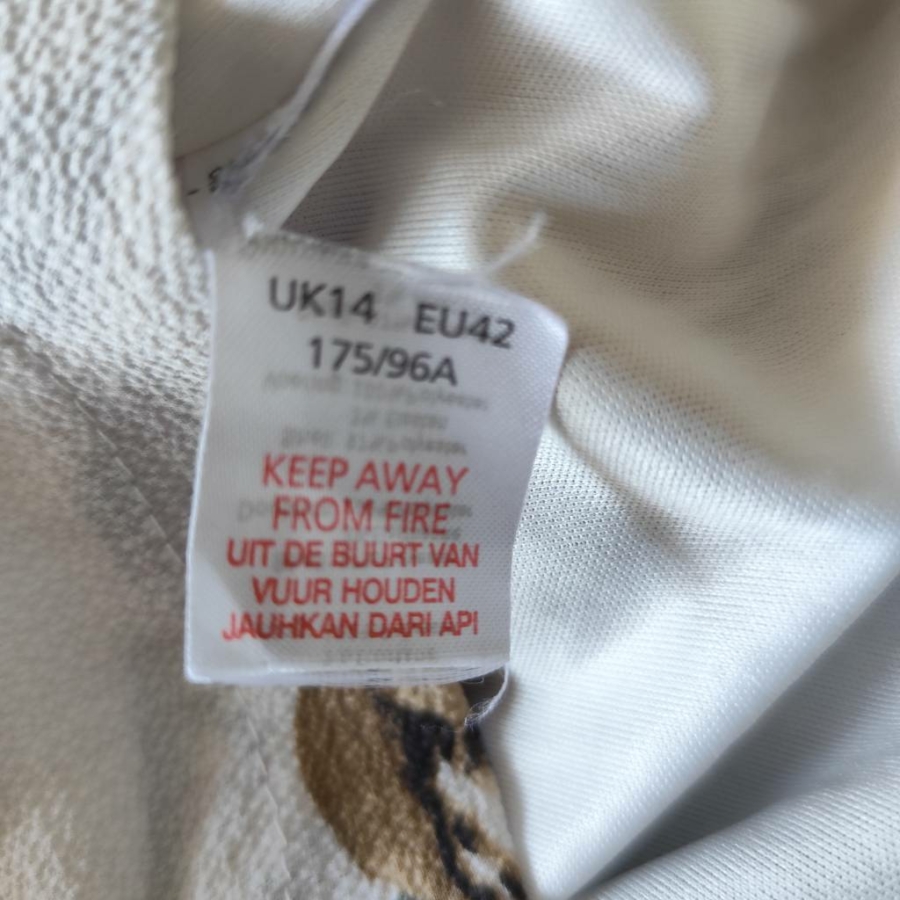 UK14 EU42
175/96A
KEEP AWAY
FROM FIRE
UIT DE BUURT VAN
VUUR HOUDEN
JAUHKAN DARI API